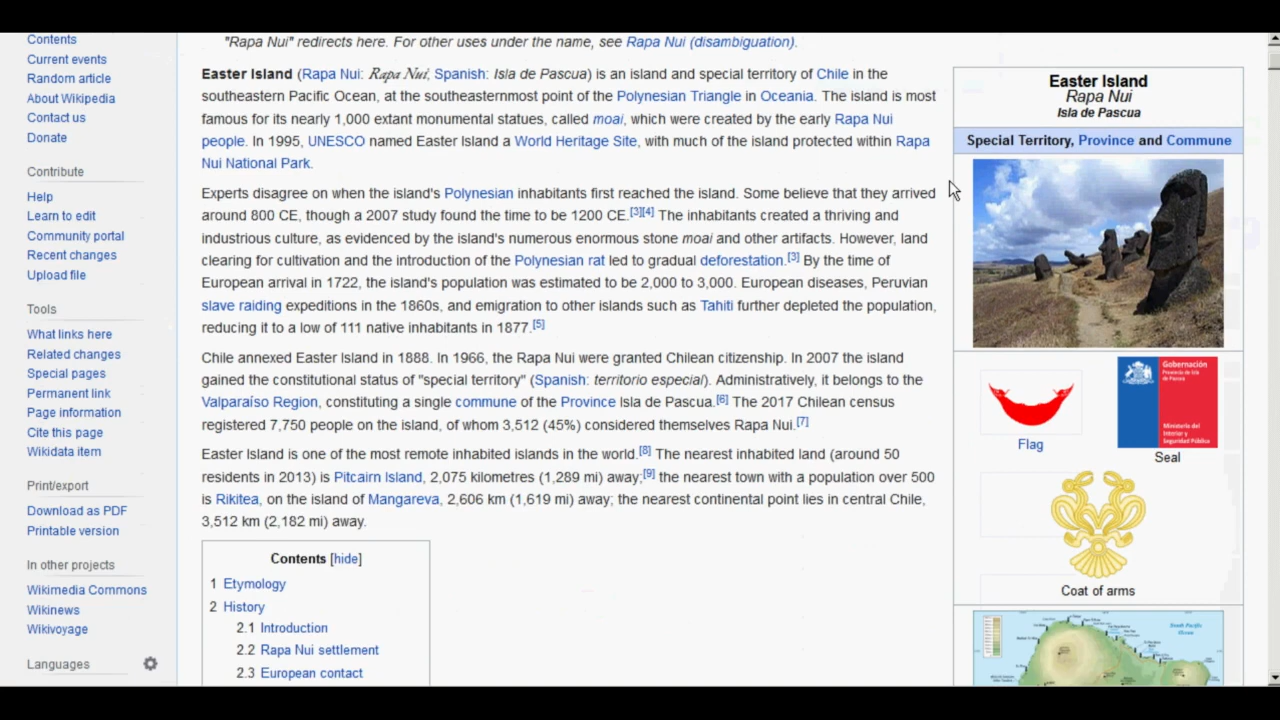 Contents
Current events
Random article
About Wikipedia
Contact us
Donate
Contribute
Help
Learn to edit
Community portal
Recent changes
Upload file
Tools
What links here
Related changes
Special pages
Permanent link
Page information
Cite this page
Wikidata item
Print/export
Download as PDF
Printable version
In other projects
Wikimedia Commons
Wikinews
Wikivoyage
Languages
"Rapa Nui" redirects here. For other uses under the name, see Rapa Nui (disambiguation).
Easter Island (Rapa Nui: Rapa Nui, Spanish: Isla de Pascua) is an island and special territory of Chile in the
southeastern Pacific Ocean, at the southeasternmost point of the Polynesian Triangle in Oceania. The island is most
famous for its nearly 1,000 extant monumental statues, called moai, which were created by the early Rapa Nui
people. In 1995, UNESCO named Easter Island a World Heritage Site, with much of the island protected within Rapa
Nui National Park.
Experts disagree on when the island's Polynesian inhabitants first reached the island. Some believe that they arrived
around 800 CE, though a 2007 study found the time to be 1200 CE.[3][4] The inhabitants created a thriving and
industrious culture, as evidenced by the island's numerous enormous stone moai and other artifacts. However, land
clearing for cultivation and the introduction of the Polynesian rat led to gradual deforestation.[3] By the time of
European arrival in 1722, the island's population was estimated to be 2,000 to 3,000. European diseases, Peruvian
slave raiding expeditions in the 1860s, and emigration to other islands such as Tahiti further depleted the population,
reducing it to a low of 111 native inhabitants in 1877.[5]
Chile annexed Easter Island in 1888. In 1966, the Rapa Nui were granted Chilean citizenship. In 2007 the island
gained the constitutional status of "special territory" (Spanish: territorio especial). Administratively, it belongs to the
Valparaíso Region, constituting a single commune of the Province Isla de Pascua.[6] The 2017 Chilean census
registered 7,750 people on the island, of whom 3,512 (45%) considered themselves Rapa Nui.[7]
Easter Island is one of the most remote inhabited islands in the world.[8] The nearest inhabited land (around 50
residents in 2013) is Pitcairn Island, 2,075 kilometres (1,289 mi) away;[9] the nearest town with a population over 500
is Rikitea, on the island of Mangareva, 2,606 km (1,619 mi) away; the nearest continental point lies in central Chile,
3,512 km (2,182 mi) away.
Contents [hide]
1 Etymology
2 History
2.1 Introduction
2.2 Rapa Nui settlement
2.3 European contact
Easter Island
Rapa Nui
Isla de Pascua
Special Territory, Province and Commune
Gobernación
Provincia de Isla
de Pascua
Ministerio del
Interior y
Seguridad Pública
Flag
Seal
Coat of arms
South Pacific
Ocean